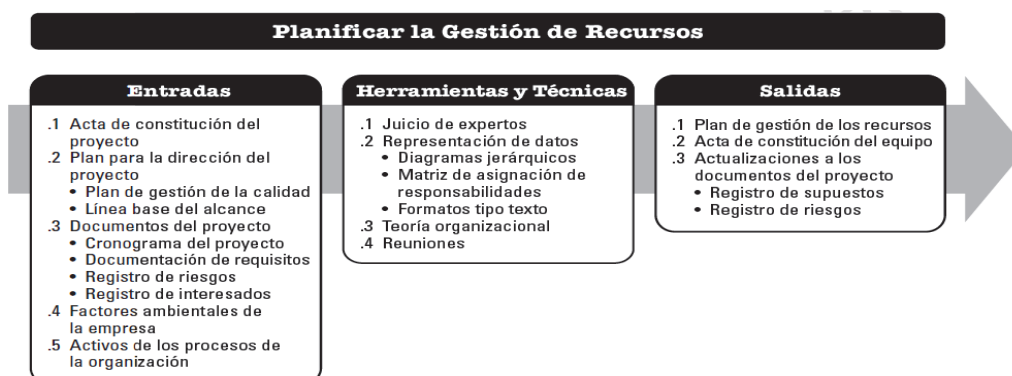 Planificar la Gestión de Recursos
Entradas
.1 Acta de constitución del
proyecto
.2 Plan para la dirección del
proyecto
• Plan de gestión de la calidad
• Línea base del alcance
.3 Documentos del proyecto
• Cronograma del proyecto
• Documentación de requisitos
• Registro de riesgos
• Registro de interesados
.4 Factores ambientales de
la empresa
.5 Activos de los procesos de
la organización
Herramientas y Técnicas
.1 Juicio de expertos
.2 Representación de datos
• Diagramas jerárquicos
• Matriz de asignación de
responsabilidades
• Formatos tipo texto
.3 Teoría organizacional
.4 Reuniones
Salidas
.1 Plan de gestión de los recursos
.2 Acta de constitución del equipo
.3 Actualizaciones a los
documentos del proyecto
• Registro de supuestos
• Registro de riesgos